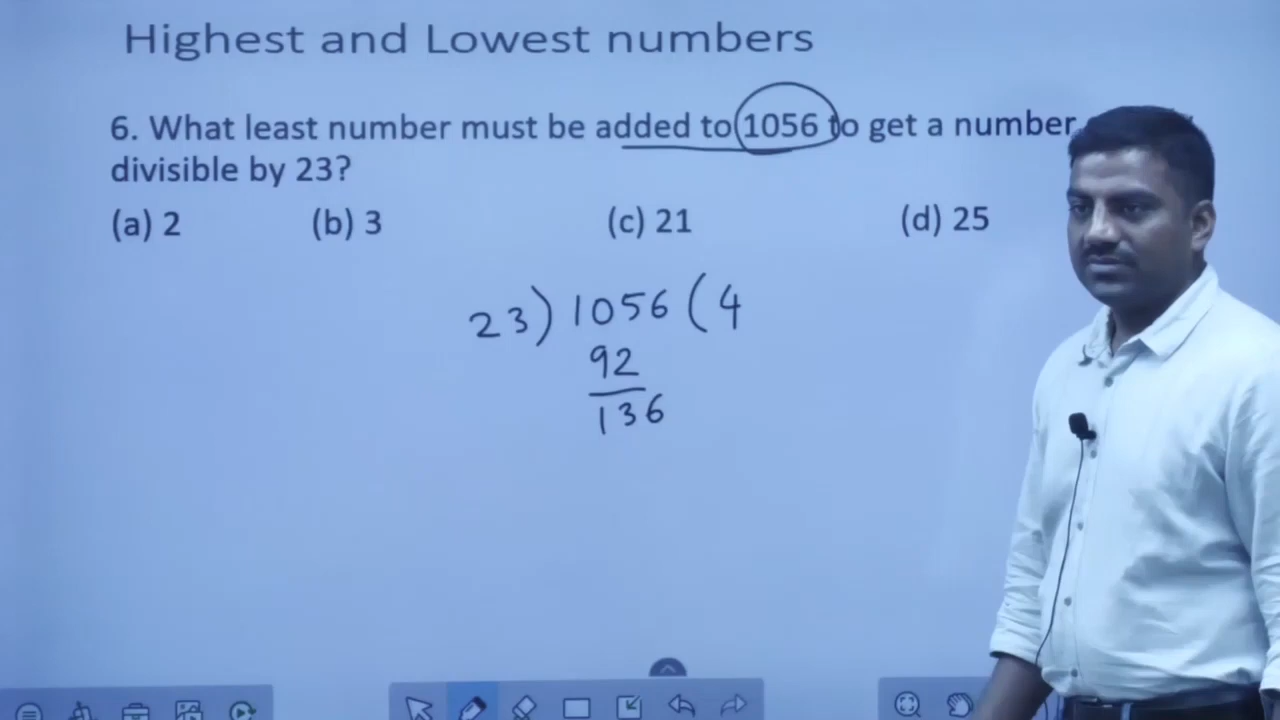 Highest and Lowest numbers
6. What least number must be added to 1056 to get a number
divisible by 23?
(a) 2 (b) 3 (c) 21 (d) 25
23) 1056 (4
92
136